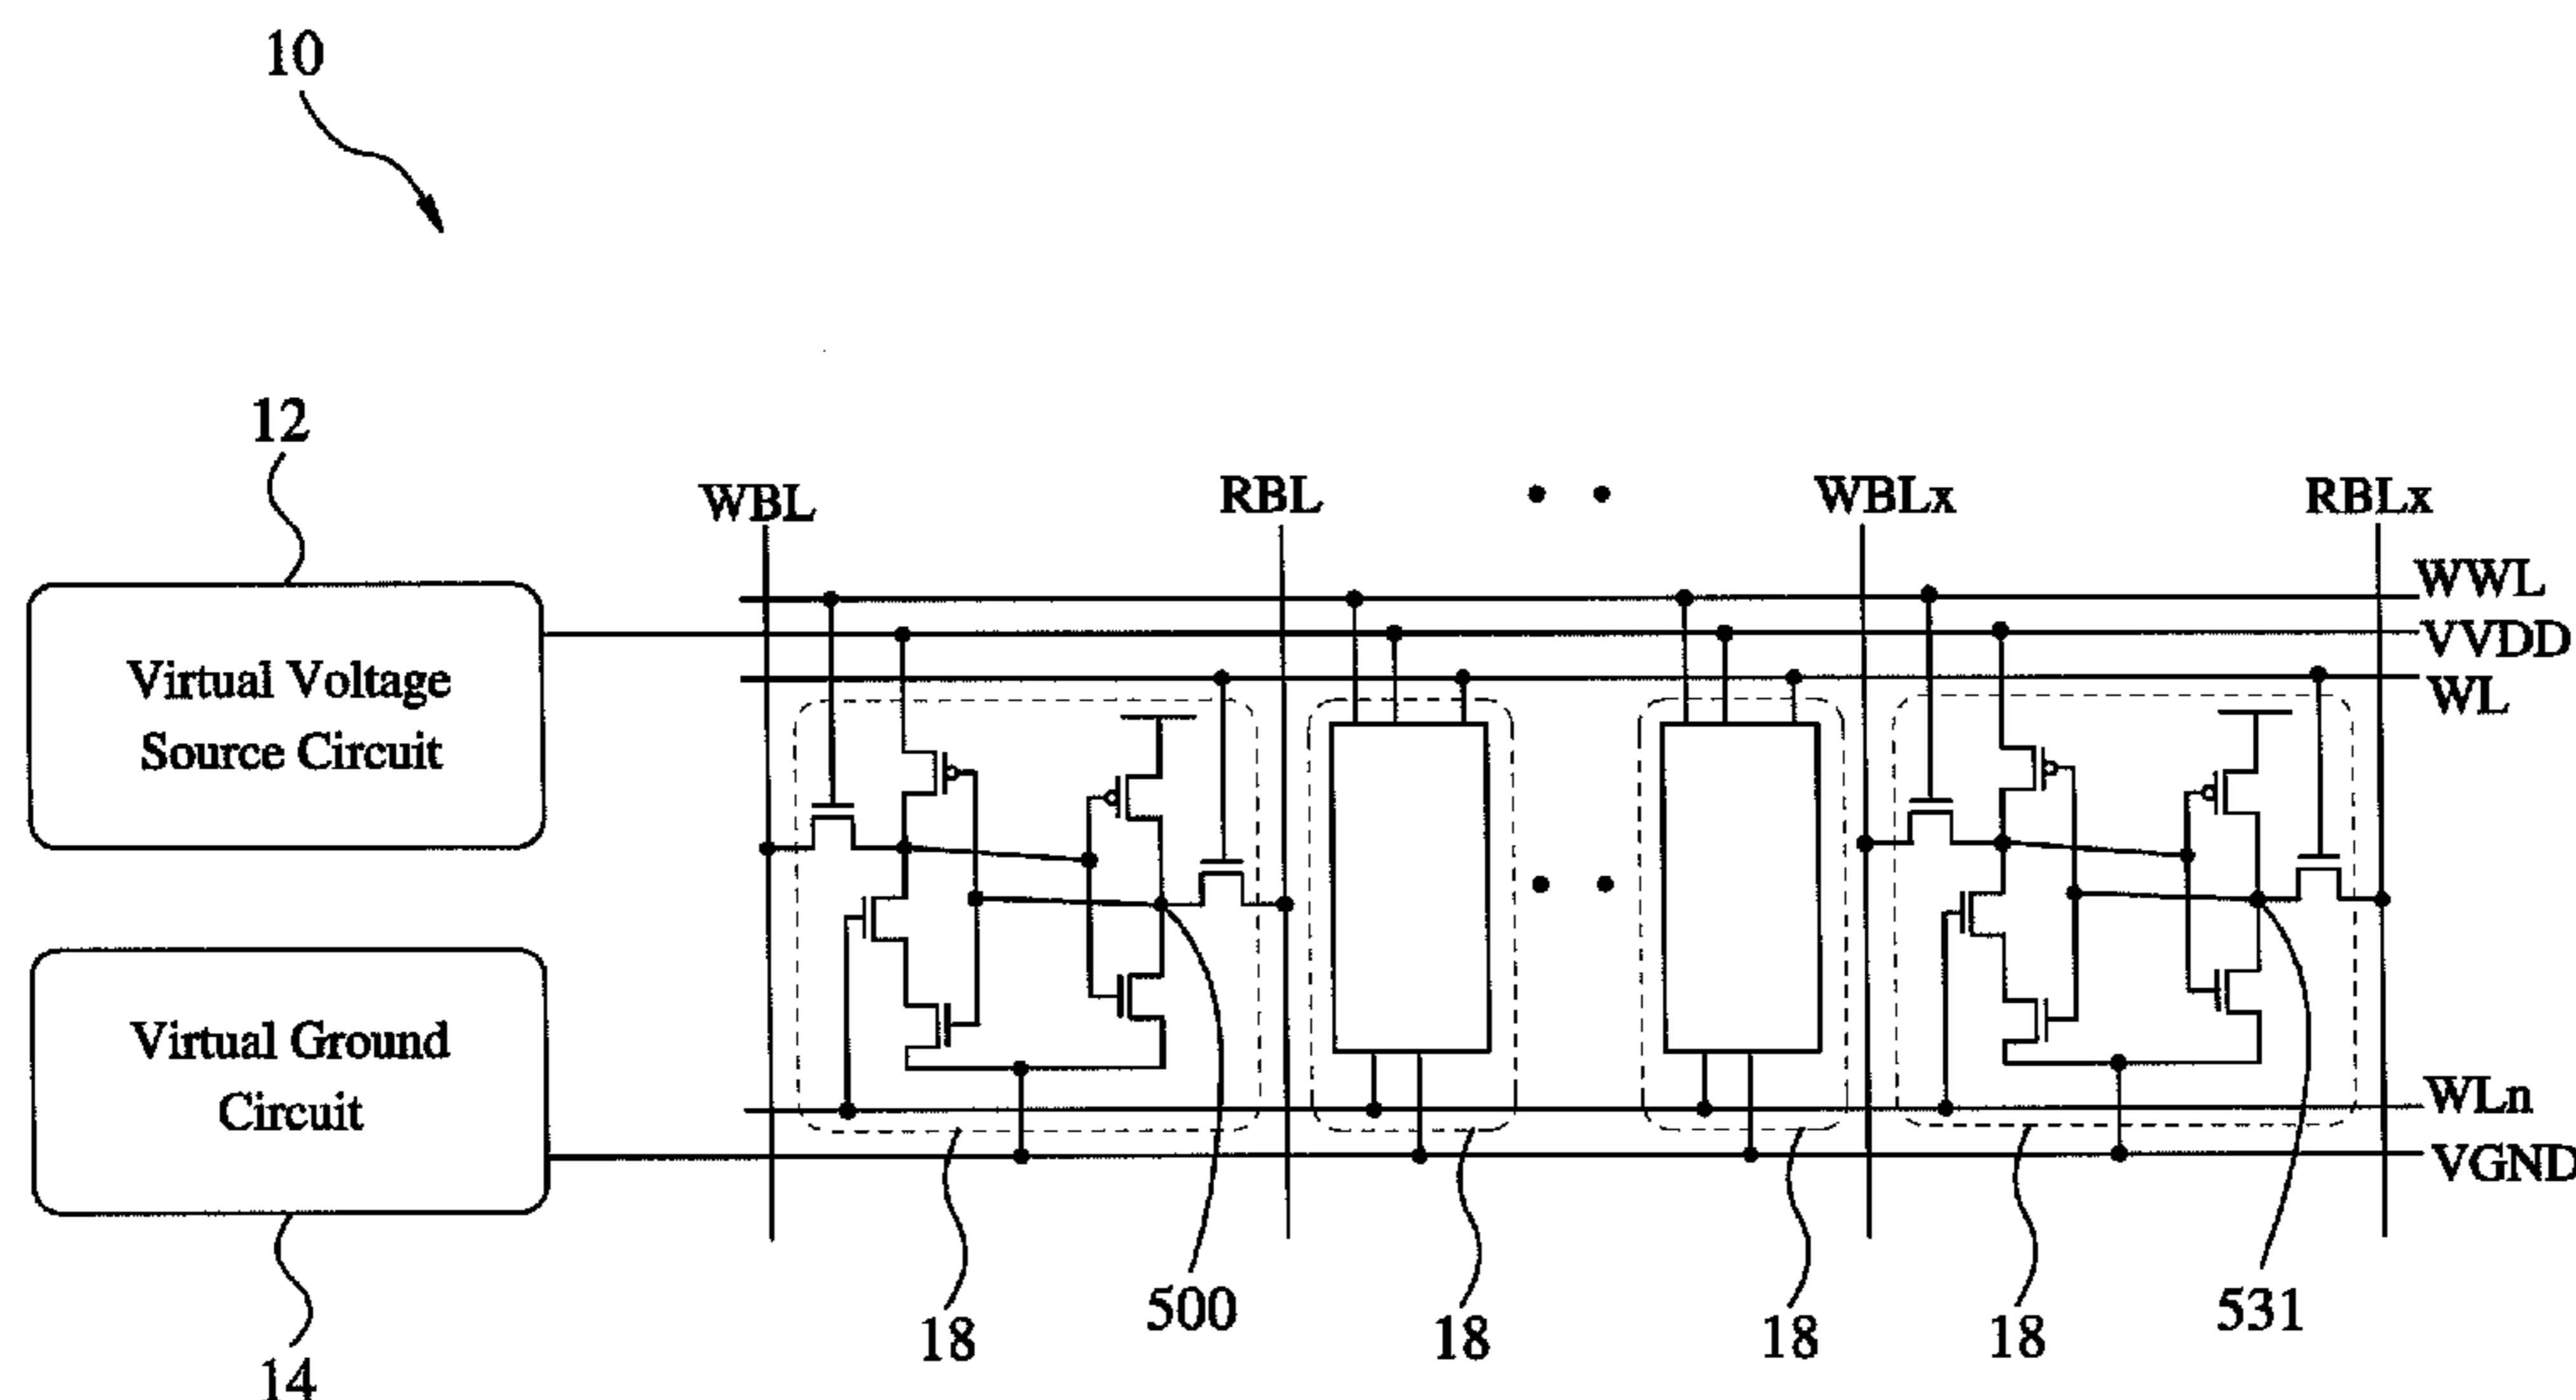 10
12
WBL
RBL
WBLx
RBLx
WWL
VVDD
WL
Virtual Voltage
Source Circuit
Virtual Ground
Circuit
WLn
VGND
14
18
500
18
18
18
531